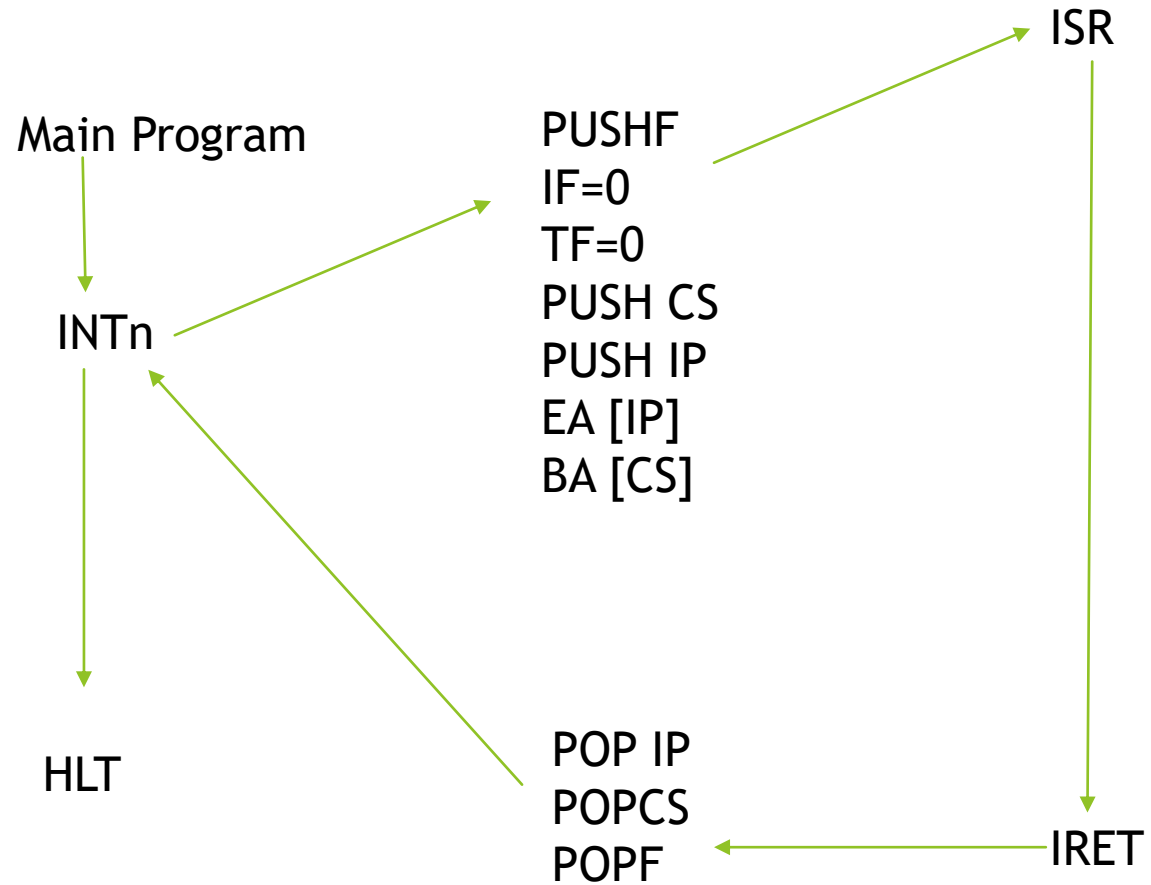 ISR
Main Program
INTn
PUSHF
IF=0
TF=0
PUSH CS
PUSH IP
EA [IP]
BA [CS]
HLT
POP IP
POPCS
POPF
IRET